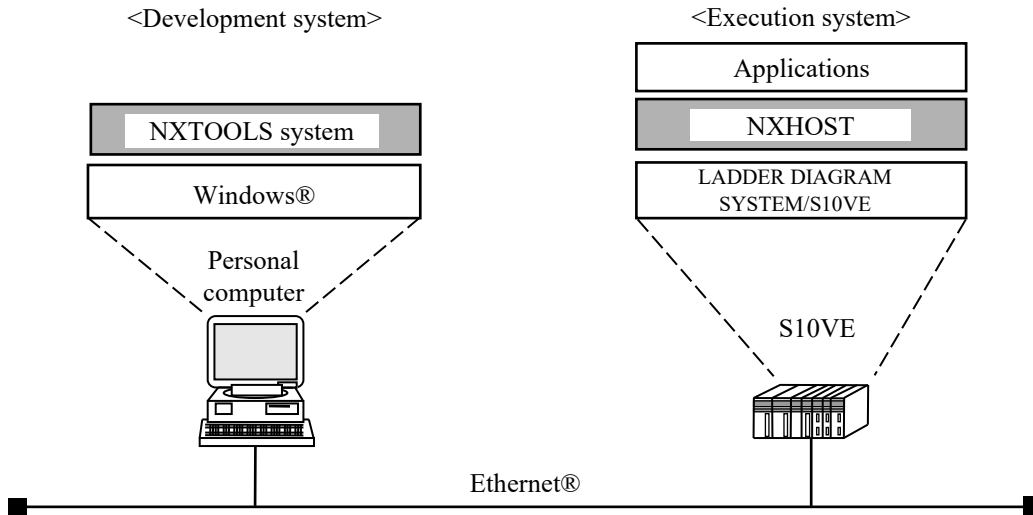 <Development system>
<Execution system>
Applications
NXTOOLS system
NXHOST
Windows®
LADDER DIAGRAM
SYSTEM/S10VE
Personal
computer
S10VE
Ethernet®